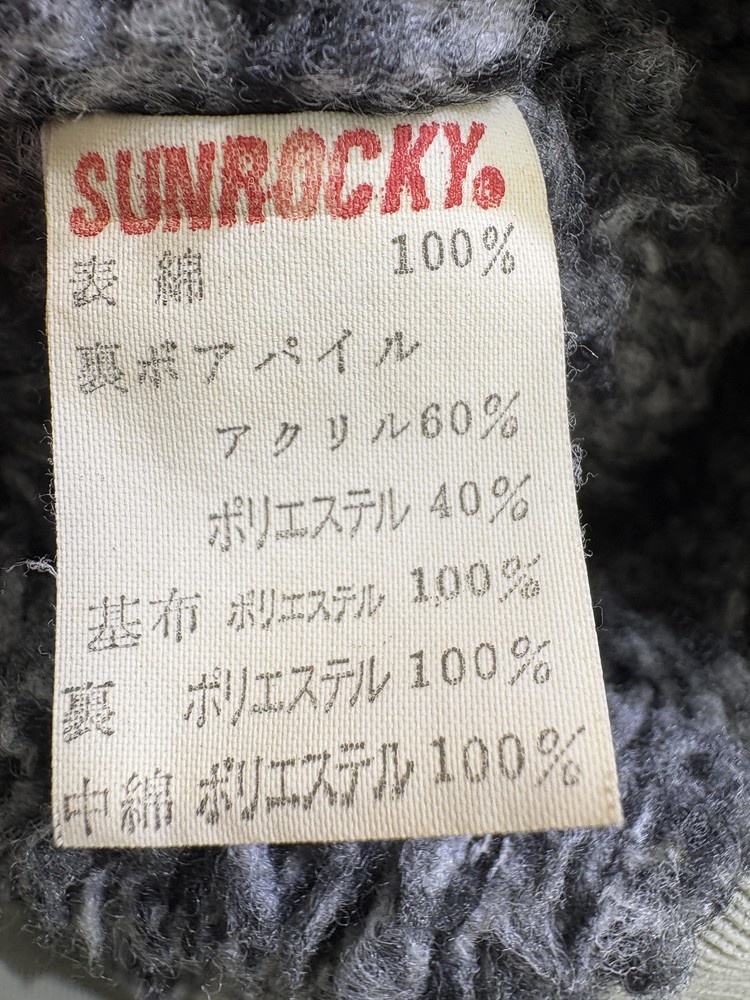 SUNROCKY®
表 綿 100%
裏ボアパイル
アクリル 60%
ポリエステル 40%
基布 ポリエステル 100%
裏 ポリエステル 100%
中綿 ポリエステル 100%